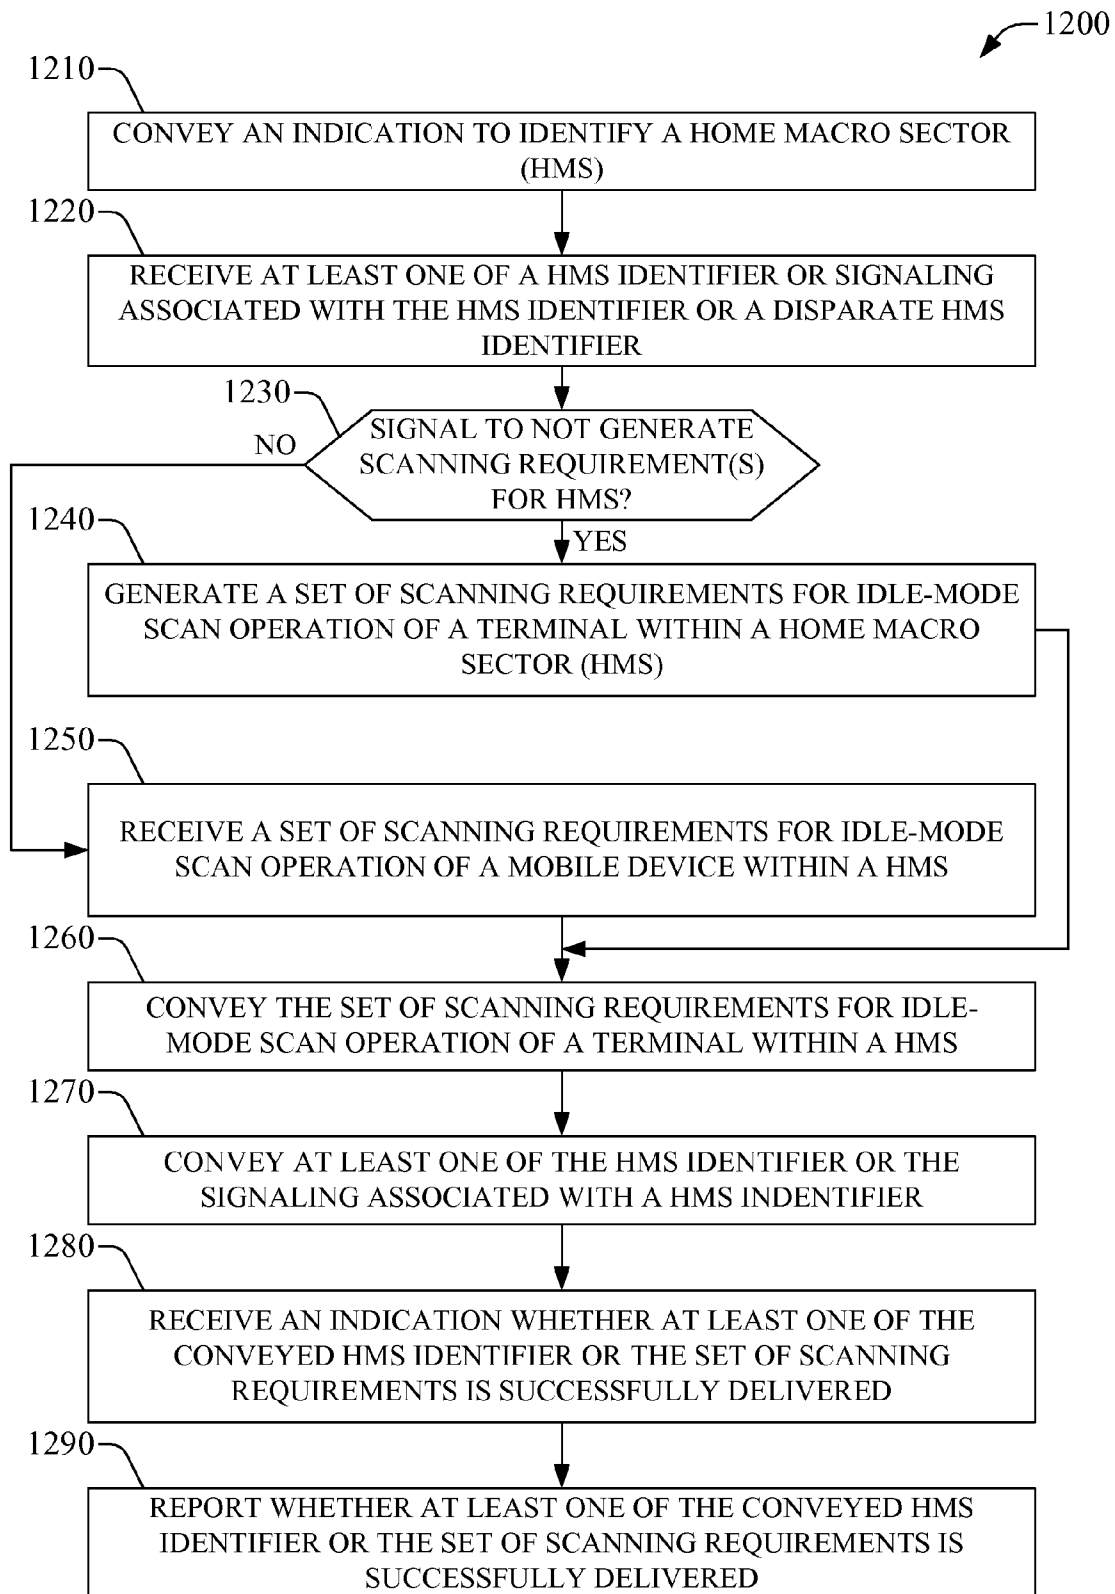 1200
1210
CONVEY AN INDICATION TO IDENTIFY A HOME MACRO SECTOR
(HMS)
1220
RECEIVE AT LEAST ONE OF A HMS IDENTIFIER OR SIGNALING
ASSOCIATED WITH THE HMS IDENTIFIER OR A DISPARATE HMS
IDENTIFIER
1230
SIGNAL TO NOT GENERATE
SCANNING REQUIREMENT(S)
FOR HMS?
NO
YES
1240
GENERATE A SET OF SCANNING REQUIREMENTS FOR IDLE-MODE
SCAN OPERATION OF A TERMINAL WITHIN A HOME MACRO
SECTOR (HMS)
1250
RECEIVE A SET OF SCANNING REQUIREMENTS FOR IDLE-MODE
SCAN OPERATION OF A MOBILE DEVICE WITHIN A HMS
1260
CONVEY THE SET OF SCANNING REQUIREMENTS FOR IDLE-
MODE SCAN OPERATION OF A TERMINAL WITHIN A HMS
1270
CONVEY AT LEAST ONE OF THE HMS IDENTIFIER OR THE
SIGNALING ASSOCIATED WITH A HMS INDENTIFIER
1280
RECEIVE AN INDICATION WHETHER AT LEAST ONE OF THE
CONVEYED HMS IDENTIFIER OR THE SET OF SCANNING
REQUIREMENTS IS SUCCESSFULLY DELIVERED
1290
REPORT WHETHER AT LEAST ONE OF THE CONVEYED HMS
IDENTIFIER OR THE SET OF SCANNING REQUIREMENTS IS
SUCCESSFULLY DELIVERED